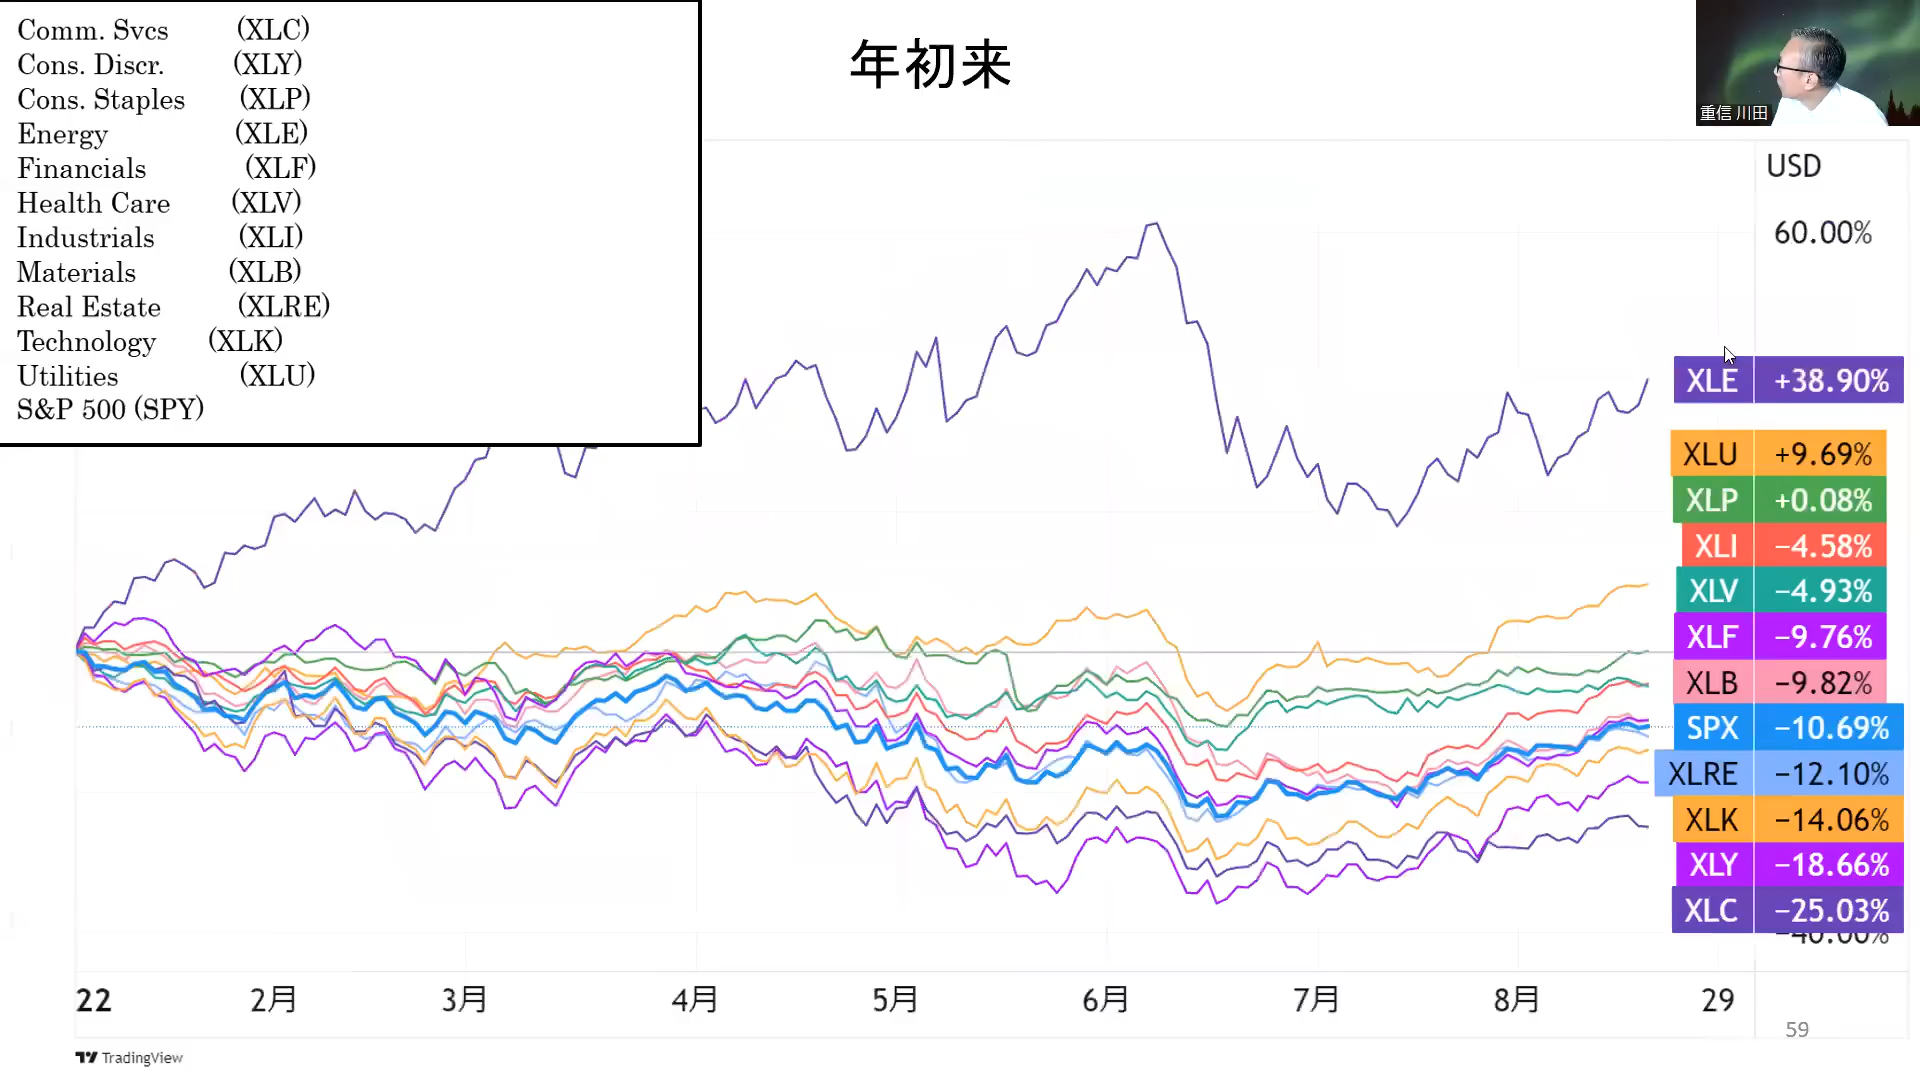 Comm. Svcs (XLC)
Cons. Discr. (XLY)
Cons. Staples (XLP)
Energy (XLE)
Financials (XLF)
Health Care (XLV)
Industrials (XLI)
Materials (XLB)
Real Estate (XLRE)
Technology (XLK)
Utilities (XLU)
S&P 500 (SPY)
年初来
重信 川田
USD
60.00%
XLE +38.90%
XLU +9.69%
XLP +0.08%
XLI −4.58%
XLV −4.93%
XLF −9.76%
XLB −9.82%
SPX −10.69%
XLRE −12.10%
XLK −14.06%
XLY −18.66%
XLC −25.03%
−40.00%
22 2月 3月 4月 5月 6月 7月 8月 29
59
TradingView